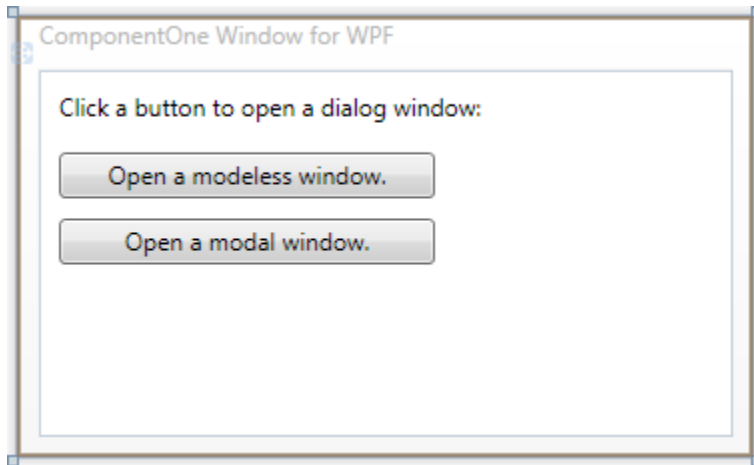 ComponentOne Window for WPF
Click a button to open a dialog window:
Open a modeless window.
Open a modal window.